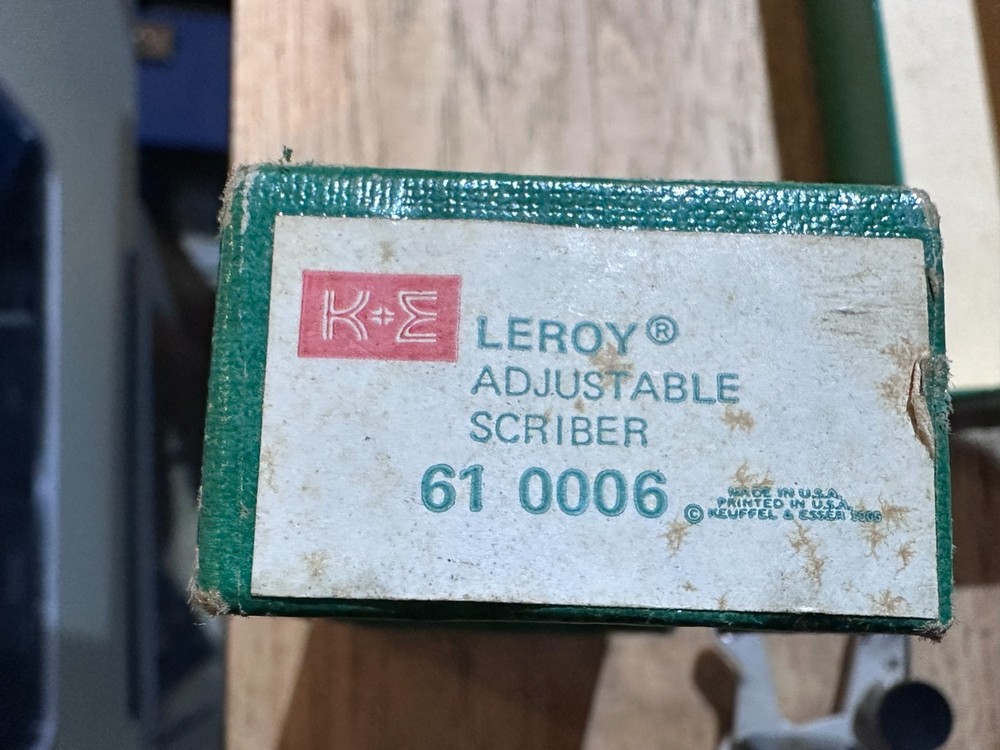 K+E
LEROY®
ADJUSTABLE
SCRIBER
61 0006
MADE IN U.S.A.
PRINTED IN U.S.A.
© KEUFFEL & ESSER